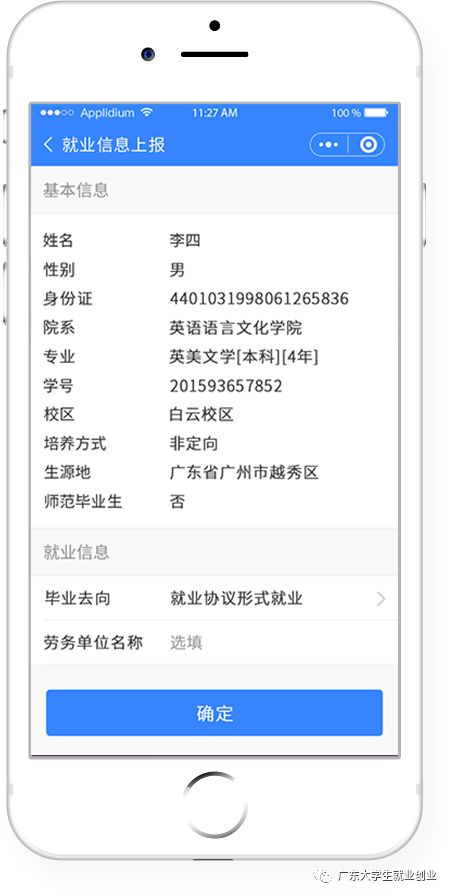 Applidium 11:27 AM 100 %
就业信息上报
基本信息
姓名 李四
性别 男
身份证 4401031998061265836
院系 英语语言文化学院
专业 英美文学[本科][4年]
学号 201593657852
校区 白云校区
培养方式 非定向
生源地 广东省广州市越秀区
师范毕业生 否
就业信息
毕业去向 就业协议形式就业
劳务单位名称 选填
确定
广东大学生就业创业